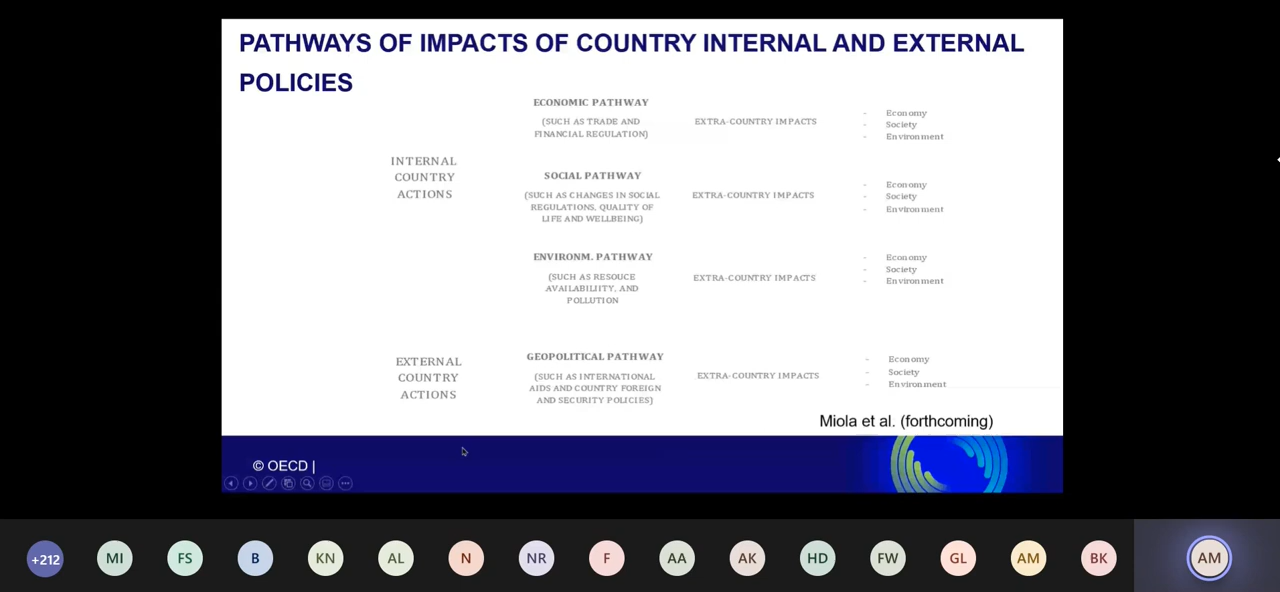 PATHWAYS OF IMPACTS OF COUNTRY INTERNAL AND EXTERNAL
POLICIES
INTERNAL
COUNTRY
ACTIONS
ECONOMIC PATHWAY
(SUCH AS TRADE AND
FINANCIAL REGULATION)
EXTRA-COUNTRY IMPACTS
- Economy
- Society
- Environment
SOCIAL PATHWAY
(SUCH AS CHANGES IN SOCIAL
REGULATIONS, QUALITY OF
LIFE AND WELLBEING)
EXTRA-COUNTRY IMPACTS
- Economy
- Society
- Environment
ENVIRONM. PATHWAY
(SUCH AS RESOUCE
AVAILABILIITY, AND
POLLUTION
EXTRA-COUNTRY IMPACTS
- Economy
- Society
- Environment
EXTERNAL
COUNTRY
ACTIONS
GEOPOLITICAL PATHWAY
(SUCH AS INTERNATIONAL
AIDS AND COUNTRY FOREIGN
AND SECURITY POLICIES)
EXTRA-COUNTRY IMPACTS
- Economy
- Society
- Environment
Miola et al. (forthcoming)
© OECD |
+212 MI FS B KN AL N NR F AA AK HD FW GL AM BK AM